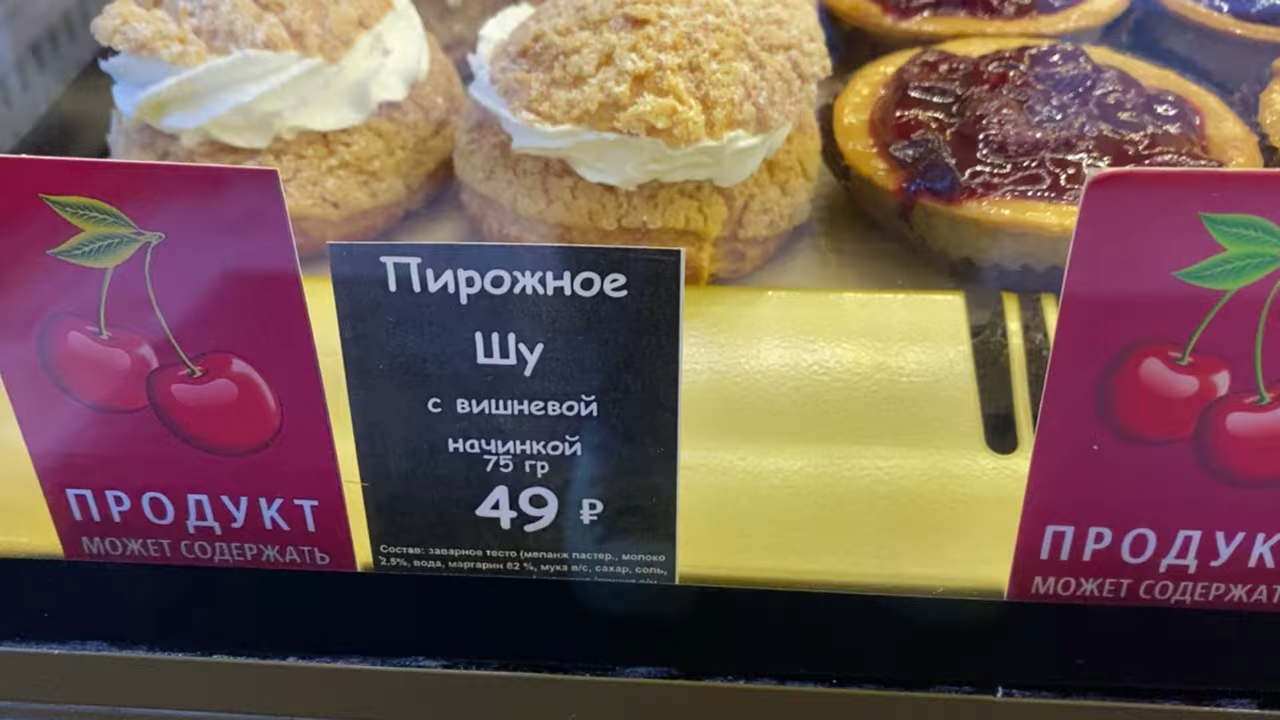 ПРОДУКТ
МОЖЕТ СОДЕРЖАТЬ
Пирожное
Шу
с вишневой
начинкой
75 гр
49 ₽
Состав: заварное тесто (меланж пастер., молоко
2,5%, вода, маргарин 82 %, мука в/с, сахар, соль,
ПРОДУК
МОЖЕТ СОДЕРЖАТ